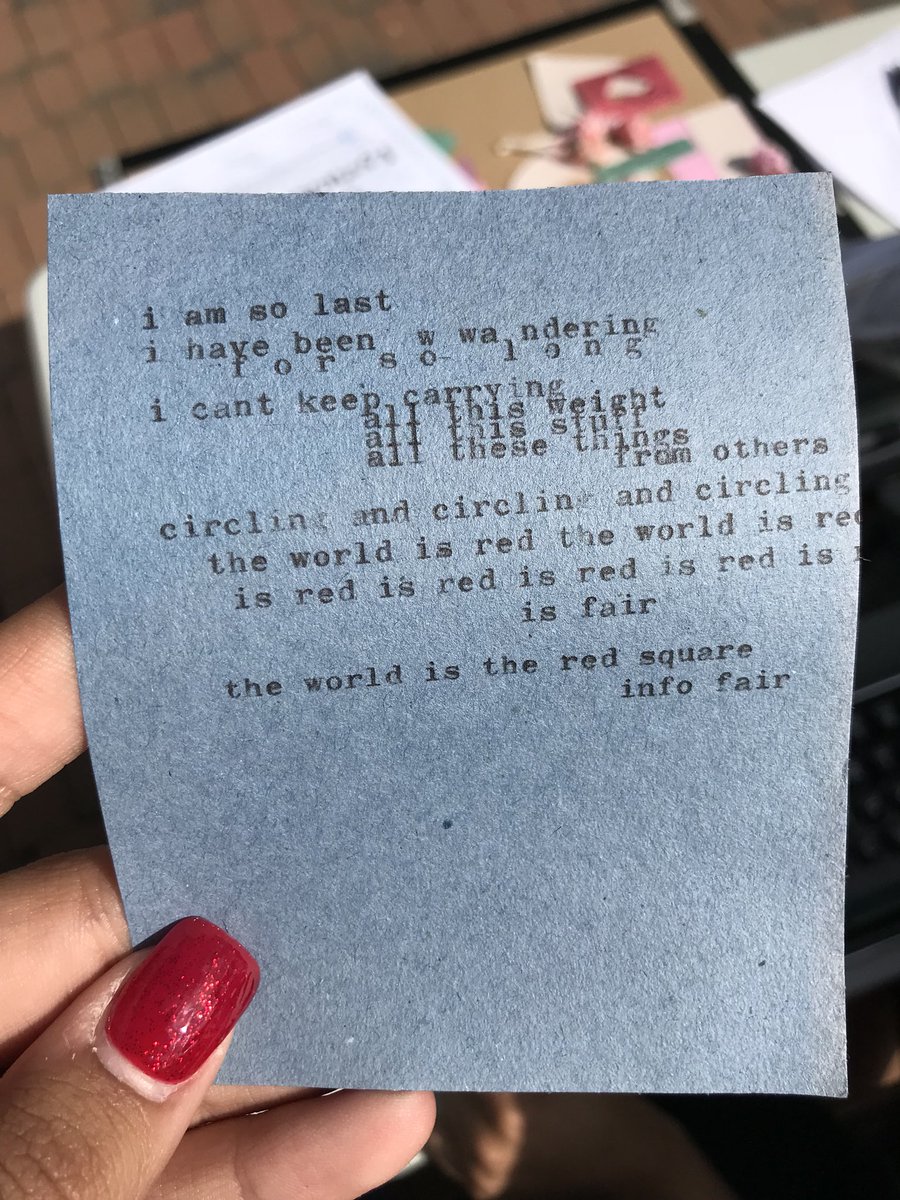 i am so last
i have been w wa ndering
f o r s o l o n g
i cant keep carrying
all this weight
all this stuff
all these things
from others
circling and circling and circling
the world is red the world is red
is red is red is red is red is
is fair
the world is the red square
info fair